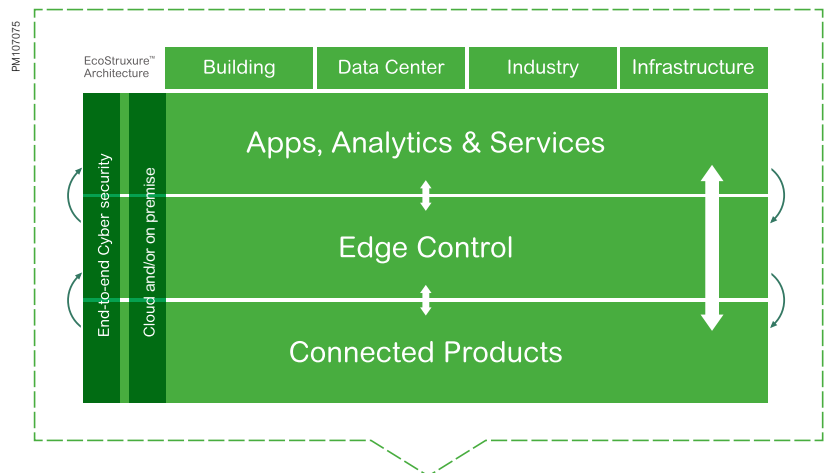 PM107075
EcoStruxure™
Architecture
Building
Data Center
Industry
Infrastructure
End-to-end Cyber security
Cloud and/or on premise
Apps, Analytics & Services
Edge Control
Connected Products